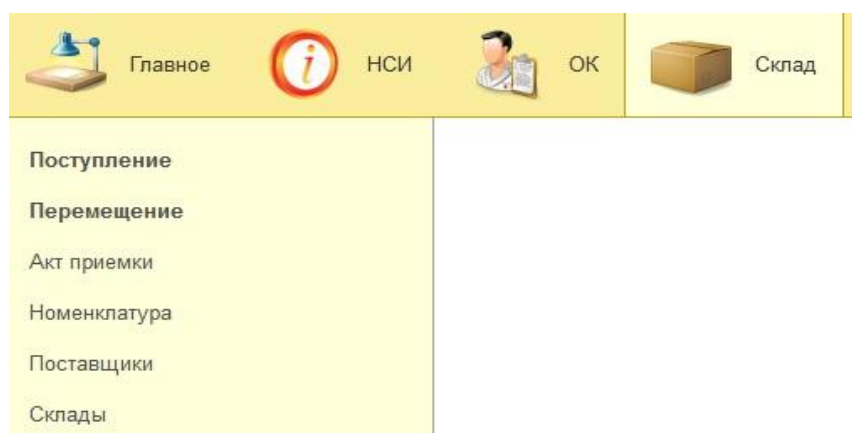 Главное НСИ ОК Склад
Поступление
Перемещение
Акт приемки
Номенклатура
Поставщики
Склады